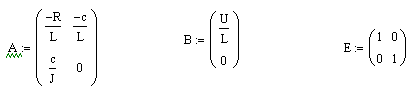 A := ( -R/L -c/L
c/J 0 )
B := ( U/L
0 )
E := ( 1 0
0 1 )